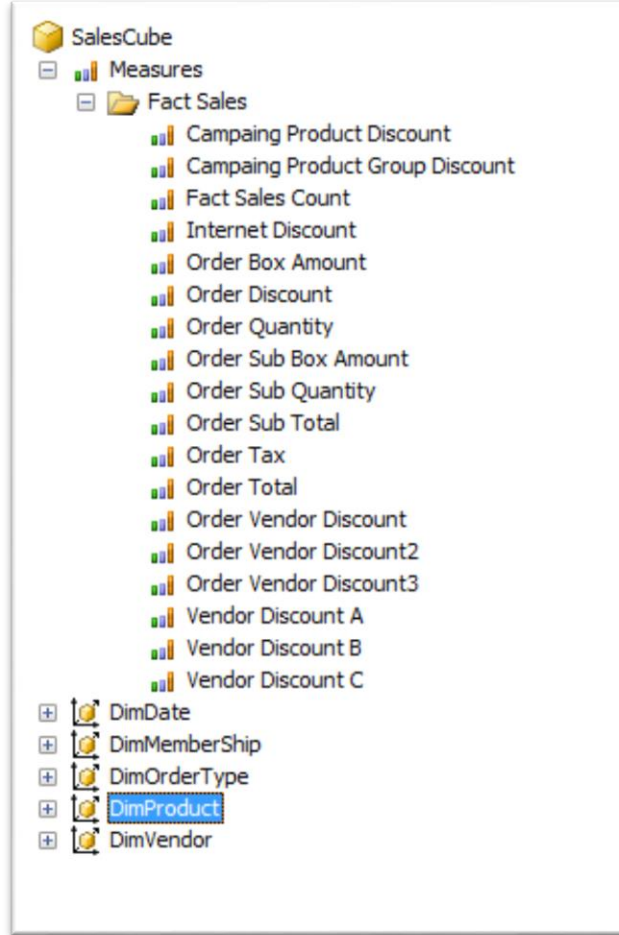 SalesCube
Measures
Fact Sales
Campaing Product Discount
Campaing Product Group Discount
Fact Sales Count
Internet Discount
Order Box Amount
Order Discount
Order Quantity
Order Sub Box Amount
Order Sub Quantity
Order Sub Total
Order Tax
Order Total
Order Vendor Discount
Order Vendor Discount2
Order Vendor Discount3
Vendor Discount A
Vendor Discount B
Vendor Discount C
DimDate
DimMemberShip
DimOrderType
DimProduct
DimVendor